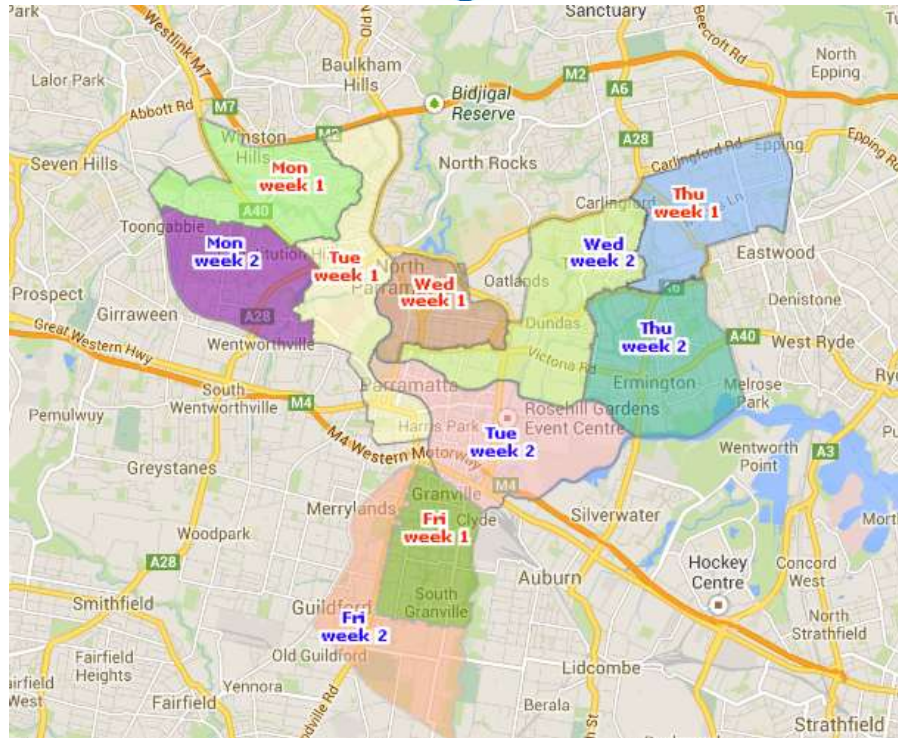 Park
Sanctuary
Westlink M7
N PlO
Beecroft Rd
Baulkham
Hills
North
Epping
Lalor Park
M2
Bidjigal
Reserve
A6
Abbott Rd
M7
Winston
Hills
M2
A28
Carlingford Rd
Epping
Epping Rd
Seven Hills
Mon
week 1
North Rocks
Carlingford
Thu
week 1
Ln
A40
Toongabbie
Mon
week 2
Wed
week 2
Eastwood
Tue
week 1
North
Wed
week 1
Oatlands
Prospect
Denistone
Girraween
A28
Dundas
Thu
week 2
A40
West Ryde
Great Western Hwy
Wentworthville
Victoria Rd
Parramatta
Ermington
Melrose
Park
South
Wentworthville
M4
Pemulwuy
Harris Park
Rosehill Gardens
Event Centre
M4 Western Motorway
Tue
week 2
Wentworth
Point
A3
Greystanes
M4
Granville
Merrylands
Clyde
Silverwater
Fri
week 1
Woodpark
A28
Hockey
Centre
Concord
West
Auburn
Smithfield
South
Granville
Guildford
Fri
week 2
North
Strathfield
Old Guildford
Fairfield
Heights
Lidcombe
airfield
West
Yennora
Fairfield
Berala
Strathfield